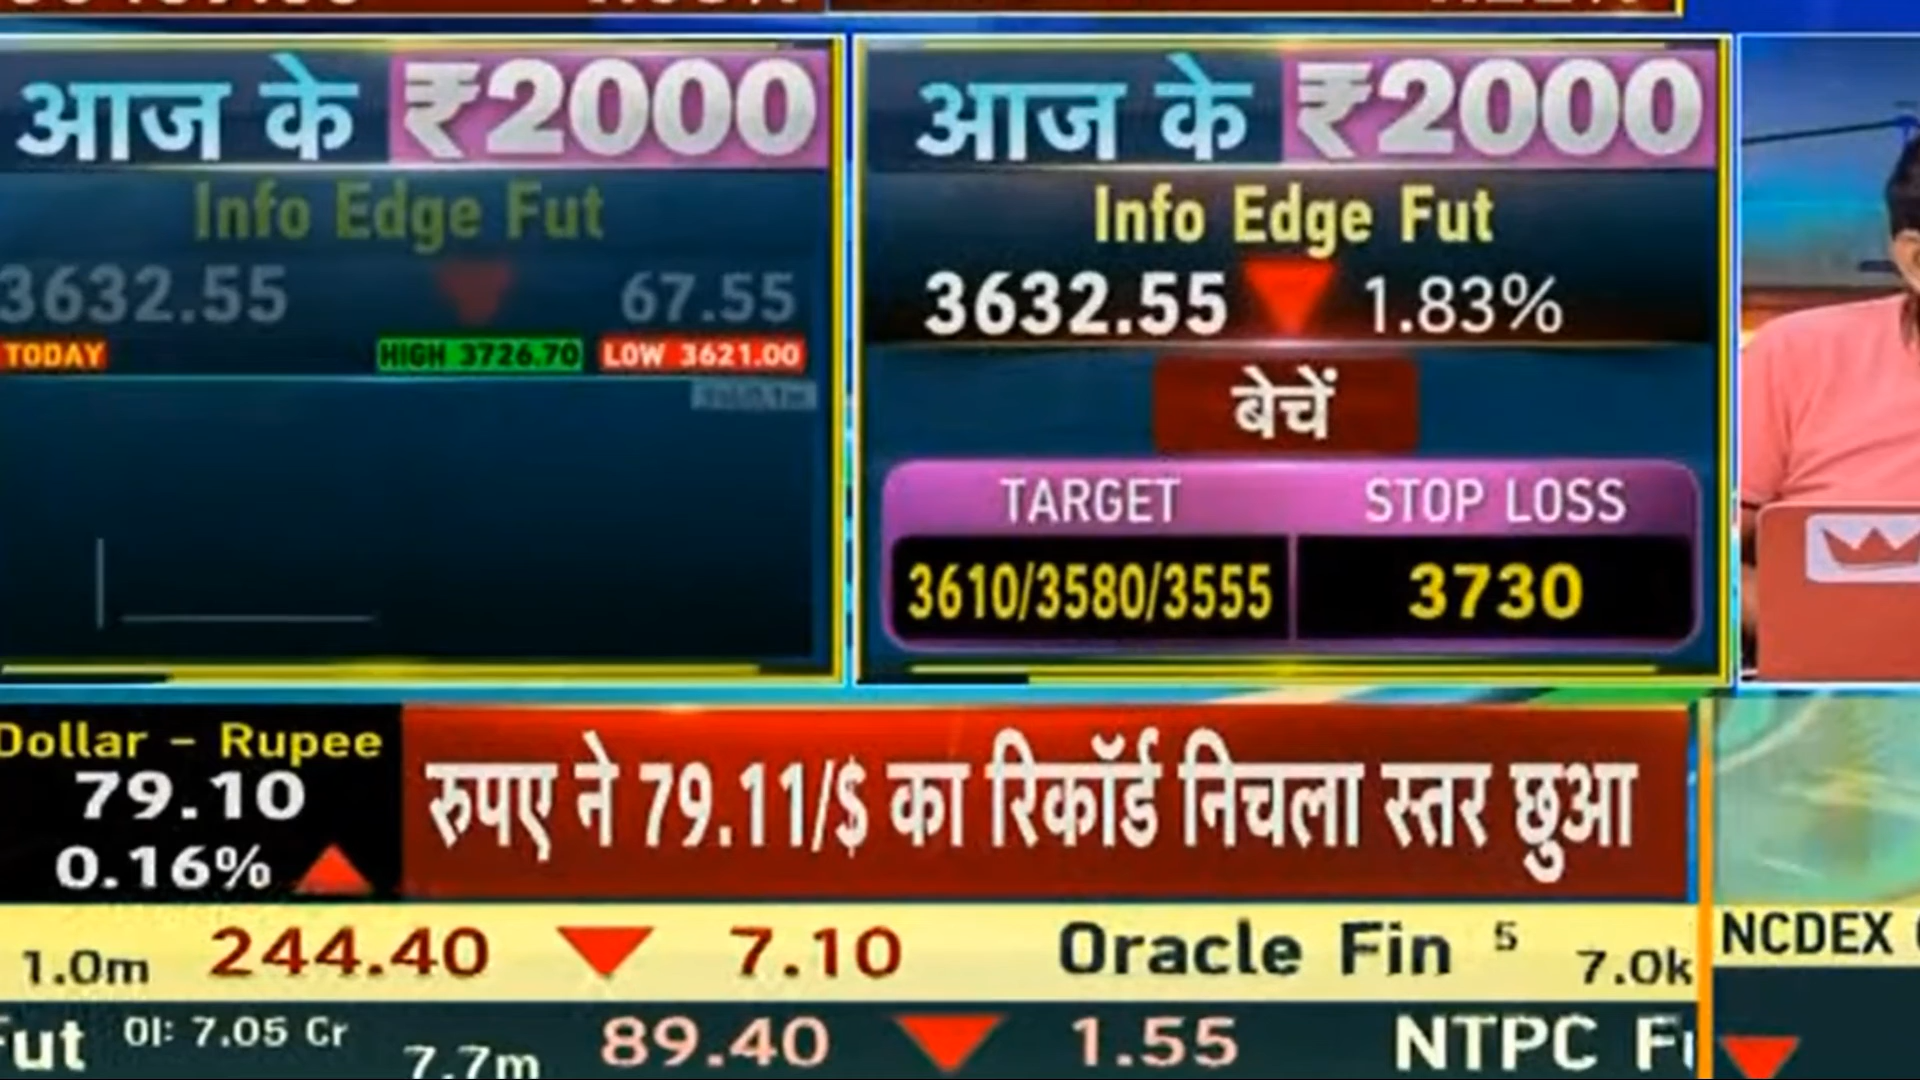 आज के ₹2000
Info Edge Fut
3632.55 67.55
TODAY HIGH 3726.70 LOW 3621.00
आज के ₹2000
Info Edge Fut
3632.55 1.83%
बेचें
TARGET STOP LOSS
3610/3580/3555 3730
Dollar - Rupee
79.10
0.16%
रुपए ने 79.11/$ का रिकॉर्ड निचला स्तर छुआ
1.0m 244.40 7.10 Oracle Fin 5 7.0k
NCDEX
Fut OI: 7.05 Cr 7.7m 89.40 1.55 NTPC